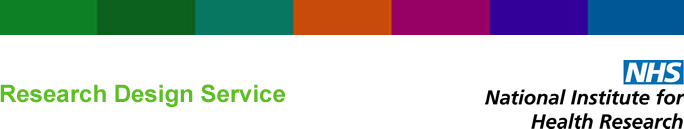 NHS
Research Design Service
National Institute for
Health Research